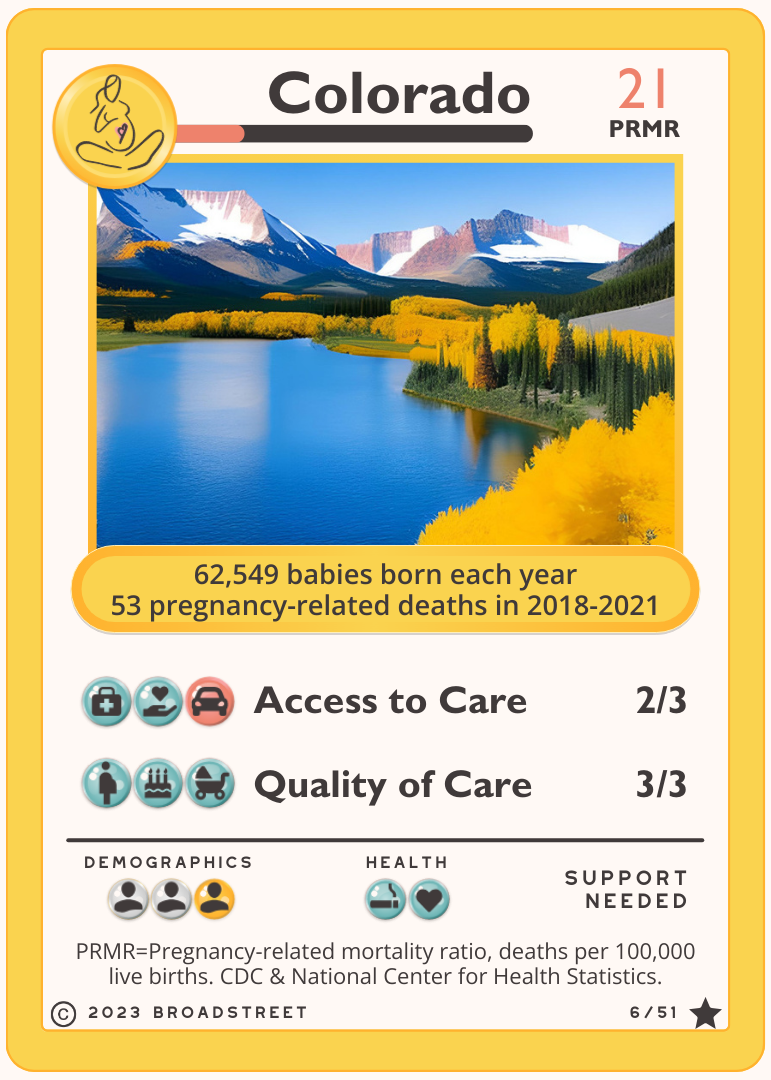 Colorado
21
PRMR
62,549 babies born each year
53 pregnancy-related deaths in 2018-2021
Access to Care 2/3
Quality of Care 3/3
DEMOGRAPHICS
HEALTH
SUPPORT
NEEDED
PRMR=Pregnancy-related mortality ratio, deaths per 100,000
live births. CDC & National Center for Health Statistics.
© 2023 BROADSTREET 6/51